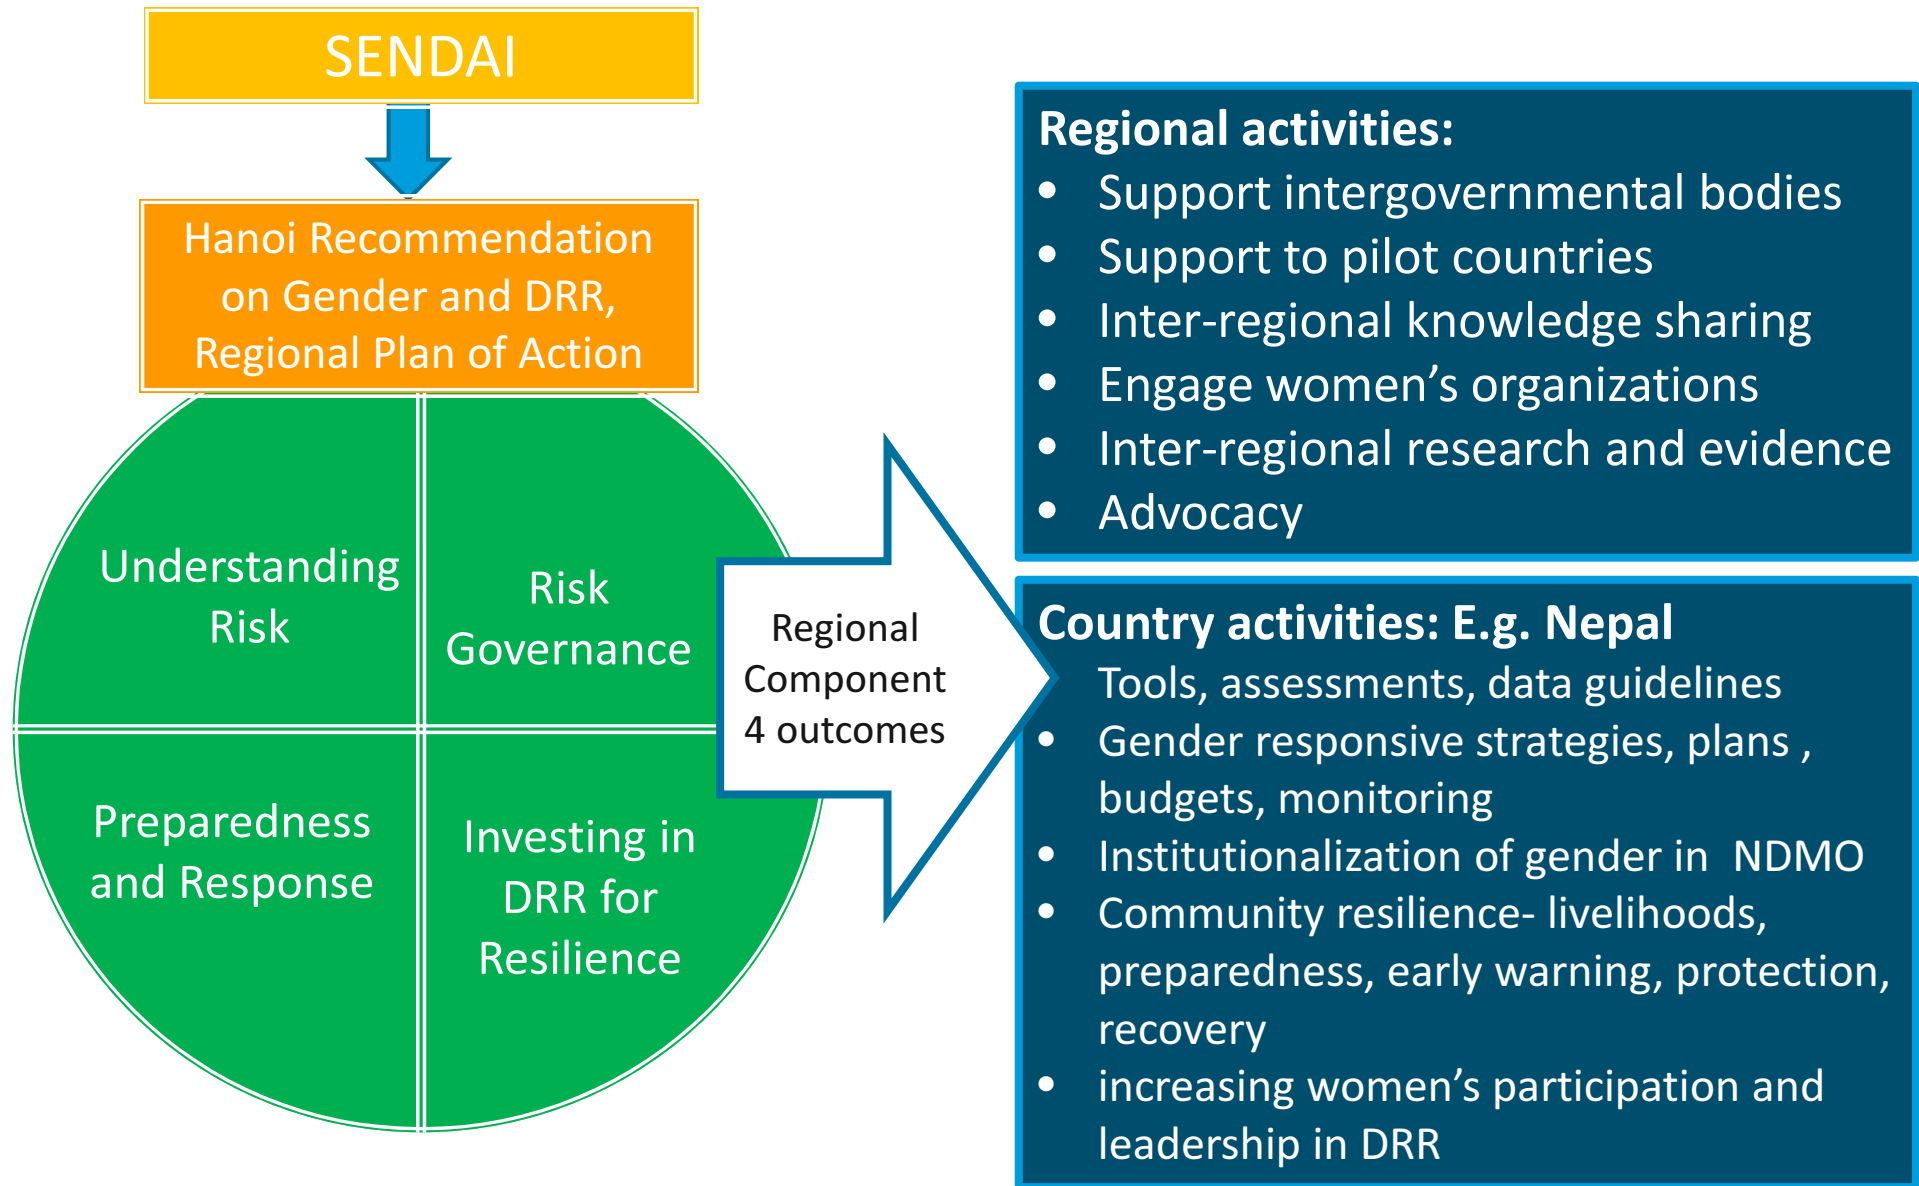 SENDAI
Hanoi Recommendation
on Gender and DRR,
Regional Plan of Action
Understanding
Risk
Risk
Governance
Preparedness
and Response
Investing in
DRR for
Resilience
Regional
Component
4 outcomes
Regional activities:
• Support intergovernmental bodies
• Support to pilot countries
• Inter-regional knowledge sharing
• Engage women’s organizations
• Inter-regional research and evidence
• Advocacy
Country activities: E.g. Nepal
Tools, assessments, data guidelines
• Gender responsive strategies, plans ,
budgets, monitoring
• Institutionalization of gender in  NDMO
• Community resilience- livelihoods,
preparedness, early warning, protection,
recovery
• increasing women’s participation and
leadership in DRR